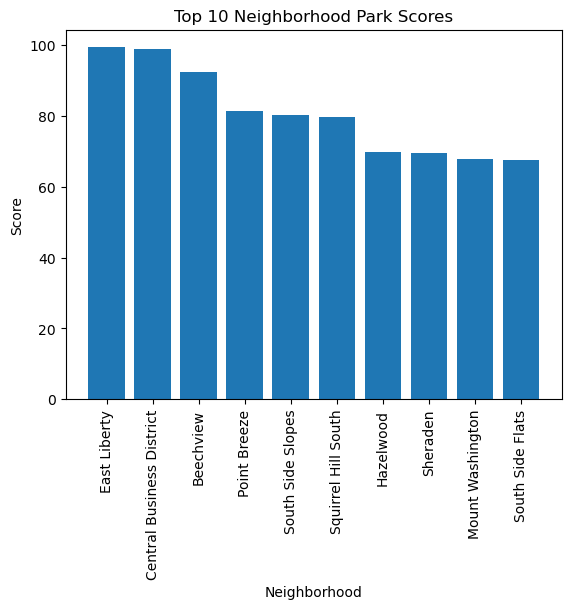 Top 10 Neighborhood Park Scores
Score
100
80
60
40
20
0
East Liberty
Central Business District
Beechview
Point Breeze
South Side Slopes
Squirrel Hill South
Hazelwood
Sheraden
Mount Washington
South Side Flats
Neighborhood